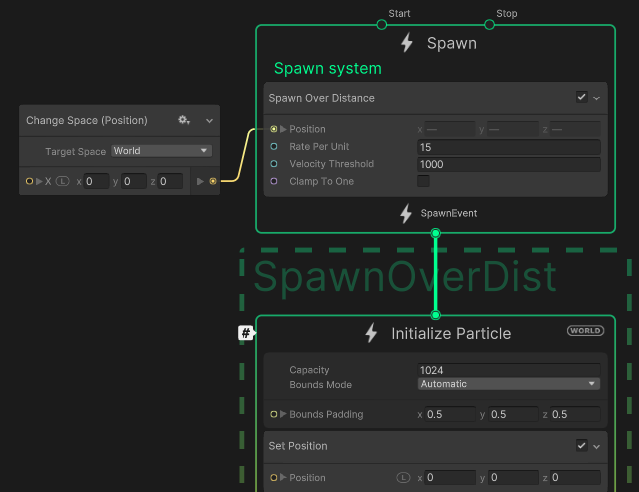 Start Stop
Spawn
Spawn system
Spawn Over Distance
Position x — y — z —
Rate Per Unit 15
Velocity Threshold 1000
Clamp To One
SpawnEvent
Change Space (Position)
Target Space World
X L x 0 y 0 z 0
SpawnOverDist
#
Initialize Particle WORLD
Capacity 1024
Bounds Mode Automatic
Bounds Padding x 0.5 y 0.5 z 0.5
Set Position
Position L x 0 y 0 z 0